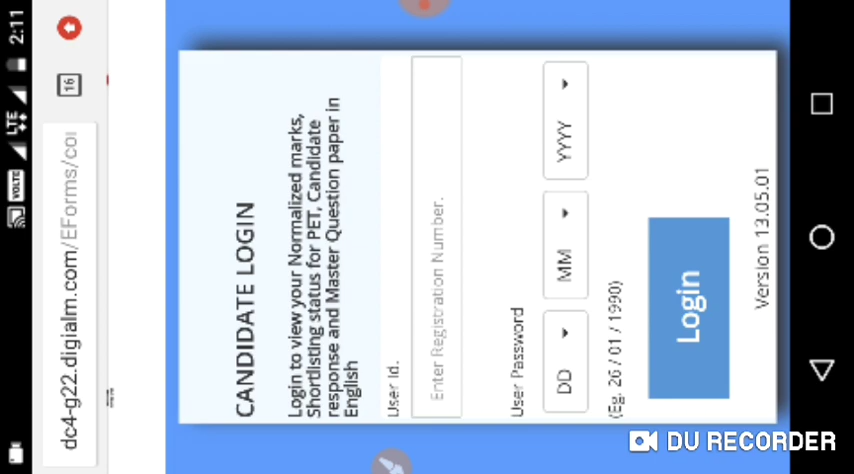 2:11
LTE
VOLTE
16
dc4-g22.digialm.com/EForms/con
CANDIDATE LOGIN
Login to view your Normalized marks,
Shortlisting status for PET, Candidate
response and Master Question paper in
English
User Id.
Enter Registration Number.
User Password
DD MM YYYY
(Eg. 26 / 01 / 1990)
Login
Version 13.05.01
DU RECORDER